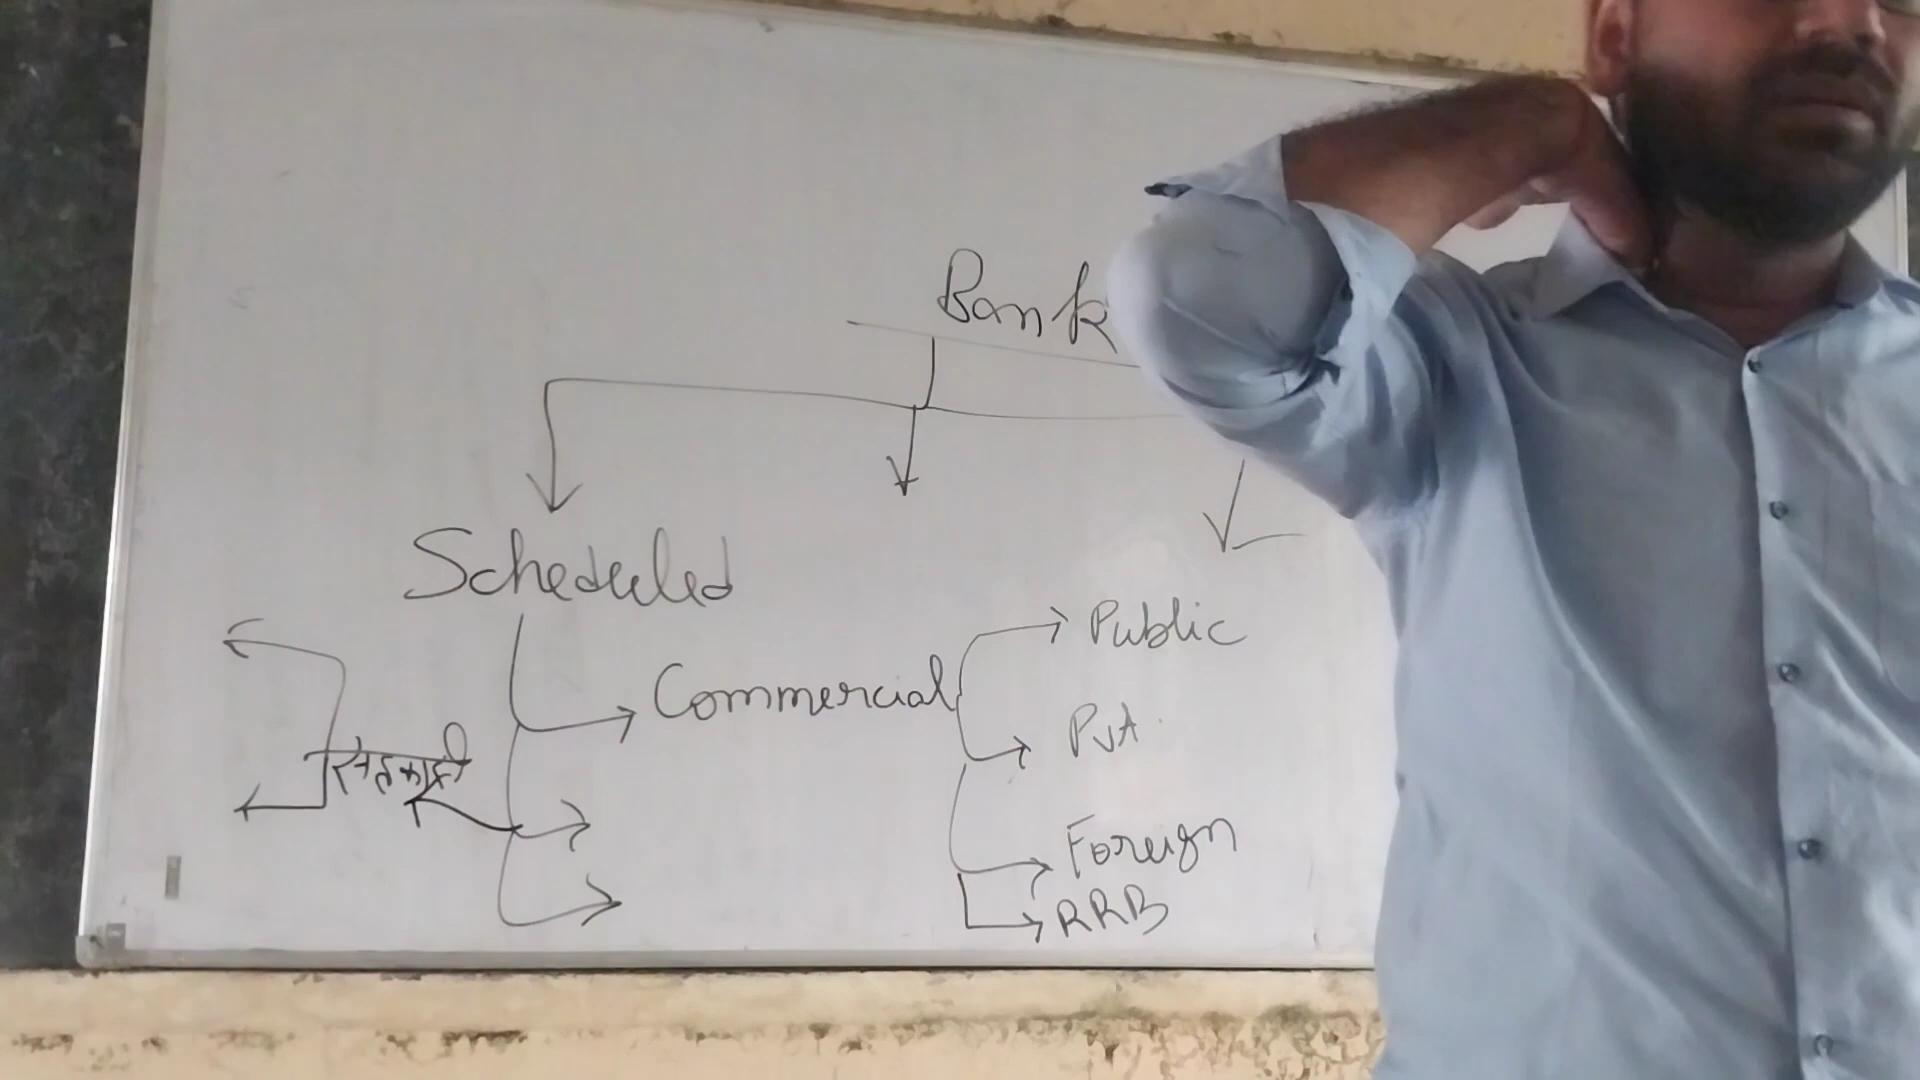 Bank
Scheduled
Public
Commercial
Pvt
सहकारी
Foreign
RRB